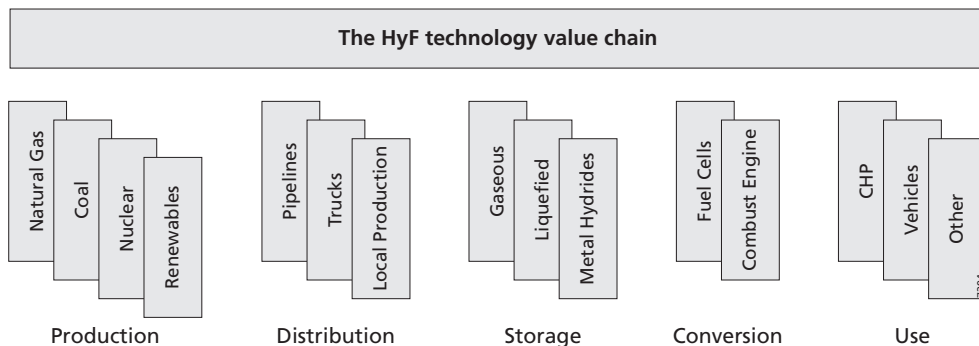 The HyF technology value chain
Natural Gas
Coal
Nuclear
Renewables
Pipelines
Trucks
Local Production
Gaseous
Liquefied
Metal Hydrides
Fuel Cells
Combust Engine
CHP
Vehicles
Other
Production
Distribution
Storage
Conversion
Use